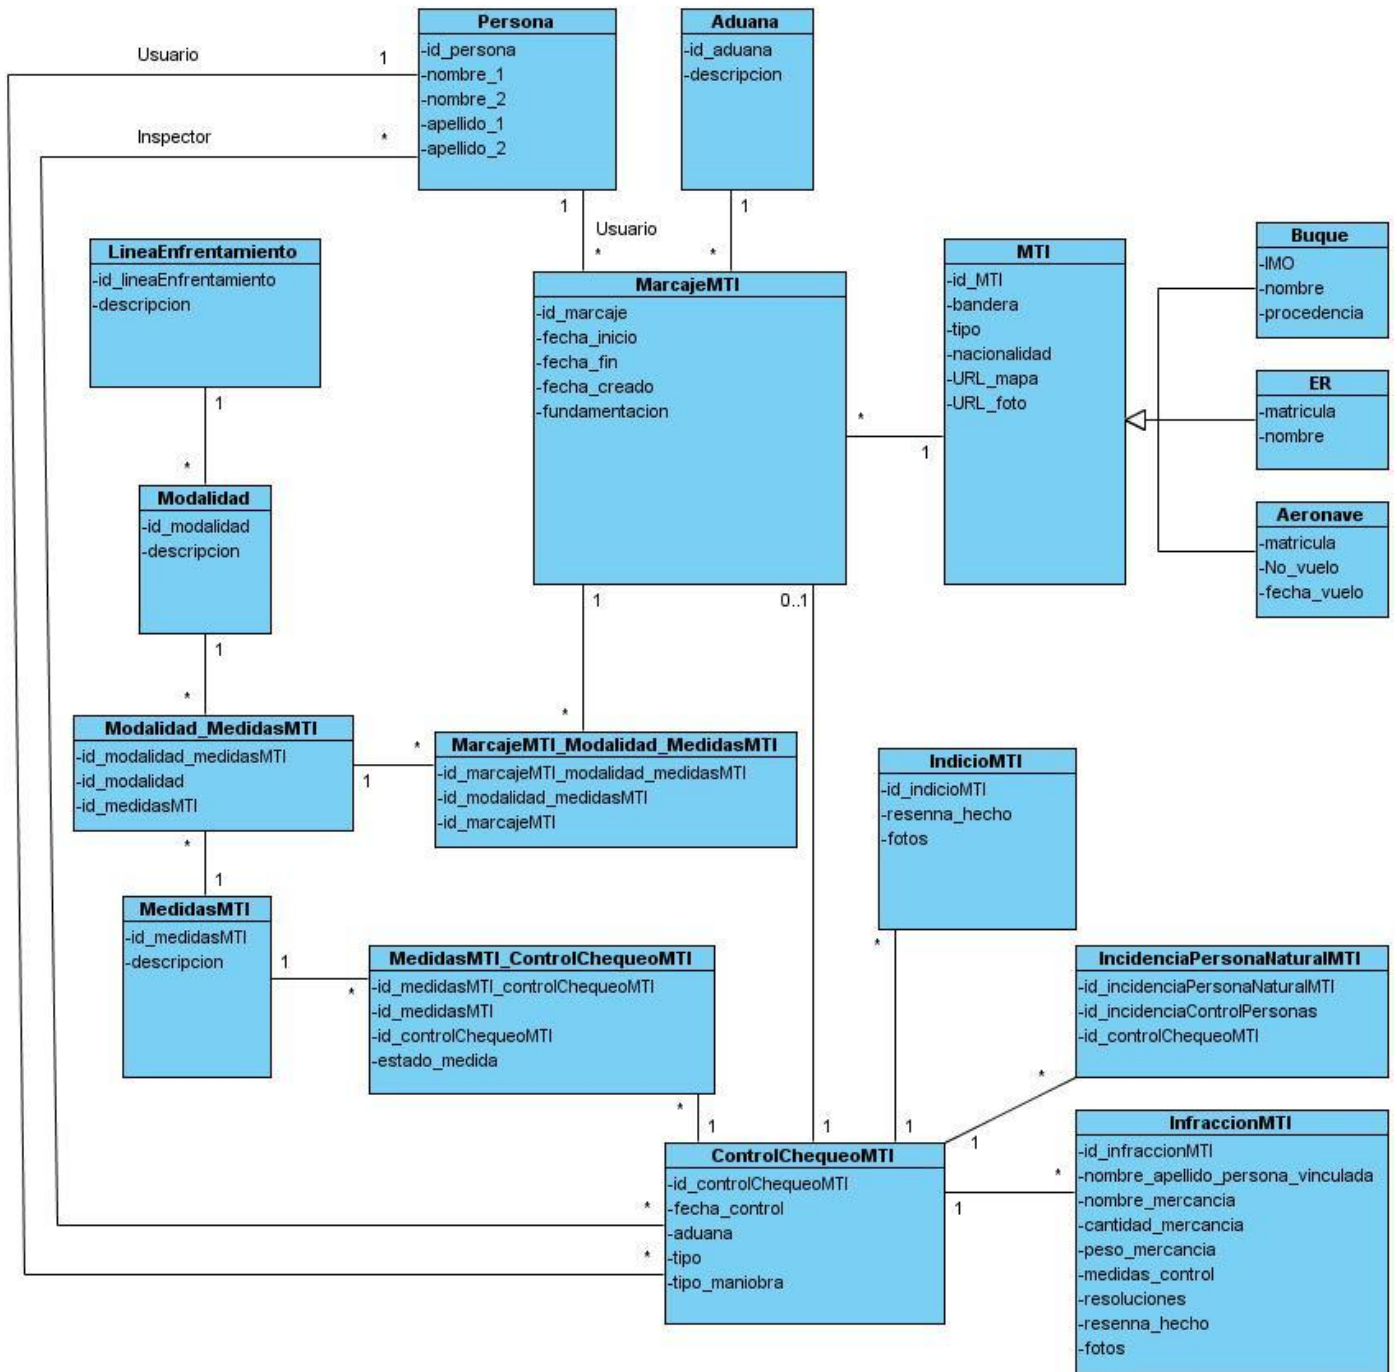 Persona
-id_persona
-nombre_1
-nombre_2
-apellido_1
-apellido_2
Aduana
-id_aduana
-descripcion
Usuario
1
Inspector
*
1
Usuario
*
1
*
LineaEnfrentamiento
-id_lineaEnfrentamiento
-descripcion
MarcajeMTI
-id_marcaje
-fecha_inicio
-fecha_fin
-fecha_creado
-fundamentacion
MTI
-id_MTI
-bandera
-tipo
-nacionalidad
-URL_mapa
-URL_foto
Buque
-IMO
-nombre
-procedencia
ER
-matricula
-nombre
Aeronave
-matricula
-No_vuelo
-fecha_vuelo
*
1
1
*
Modalidad
-id_modalidad
-descripcion
1
*
1
0..1
*
Modalidad_MedidasMTI
-id_modalidad_medidasMTI
-id_modalidad
-id_medidasMTI
*
1
MarcajeMTI_Modalidad_MedidasMTI
-id_marcajeMTI_modalidad_medidasMTI
-id_modalidad_medidasMTI
-id_marcajeMTI
IndicioMTI
-id_indicioMTI
-resenna_hecho
-fotos
*
1
MedidasMTI
-id_medidasMTI
-descripcion
1
*
MedidasMTI_ControlChequeoMTI
-id_medidasMTI_controlChequeoMTI
-id_medidasMTI
-id_controlChequeoMTI
-estado_medida
*
IncidenciaPersonaNaturalMTI
-id_incidenciaPersonaNaturalMTI
-id_incidenciaControlPersonas
-id_controlChequeoMTI
*
1
1
1
*
1
ControlChequeoMTI
-id_controlChequeoMTI
-fecha_control
-aduana
-tipo
-tipo_maniobra
*
*
1
*
InfraccionMTI
-id_infraccionMTI
-nombre_apellido_persona_vinculada
-nombre_mercancia
-cantidad_mercancia
-peso_mercancia
-medidas_control
-resoluciones
-resenna_hecho
-fotos